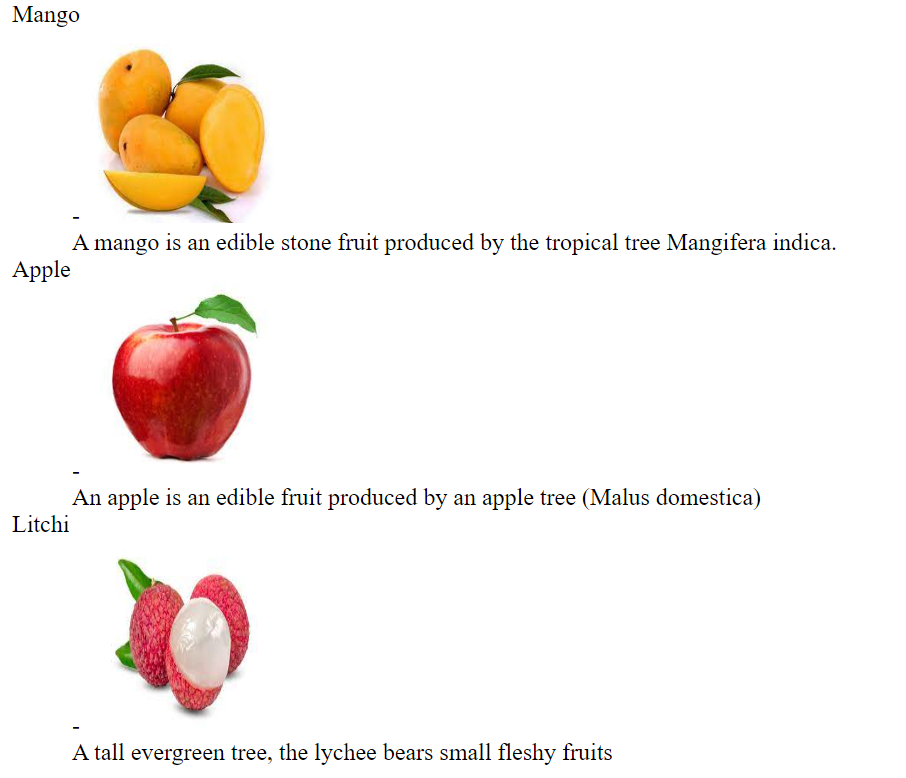 Mango
-
A mango is an edible stone fruit produced by the tropical tree Mangifera indica.
Apple
-
An apple is an edible fruit produced by an apple tree (Malus domestica)
Litchi
-
A tall evergreen tree, the lychee bears small fleshy fruits